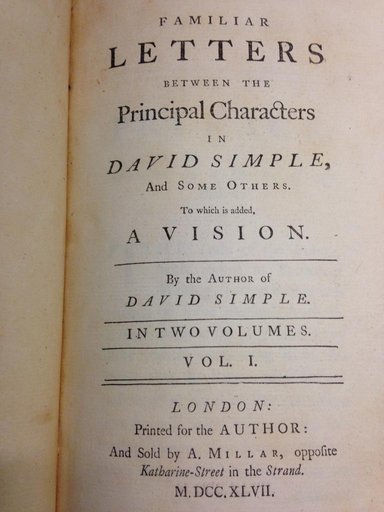 FAMILIAR
LETTERS
BETWEEN THE
Principal Characters
IN
DAVID SIMPLE,
And SOME OTHERS.
To which is added,
A VISION.
By the AUTHOR of
DAVID SIMPLE.
IN TWO VOLUMES.
VOL. I.
LONDON:
Printed for the AUTHOR:
And Sold by A. MILLAR, opposite
Katharine-Street in the Strand.
M.DCC.XLVII.